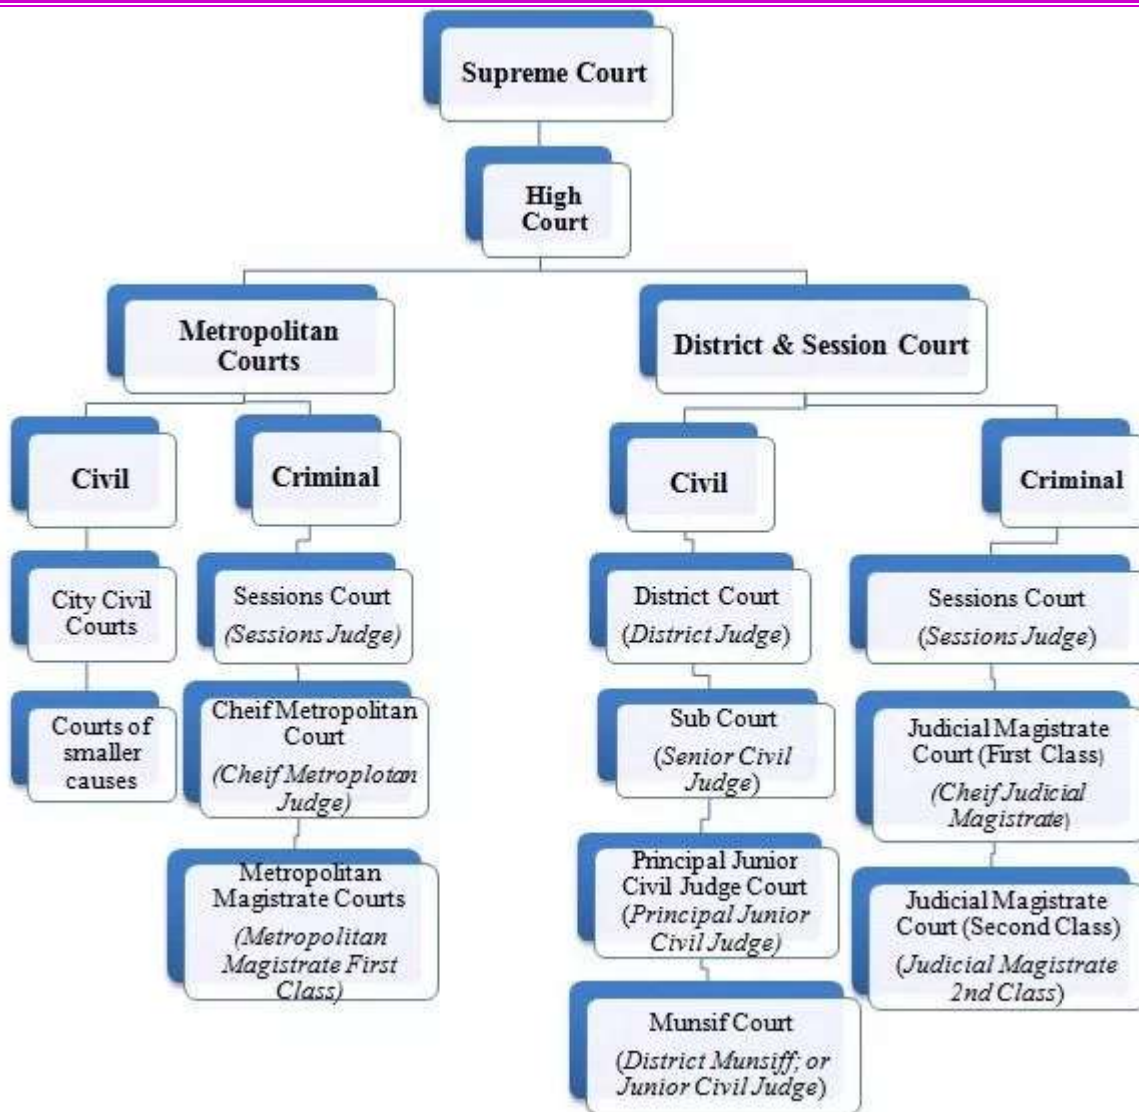 Supreme Court
High
Court
Metropolitan
Courts
District & Session Court
Civil
Criminal
Civil
Criminal
City Civil
Courts
Sessions Court
(Sessions Judge)
District Court
(District Judge)
Sessions Court
(Sessions Judge)
Courts of
smaller
causes
Cheif Metropolitan
Court
(Cheif Metroplotan
Judge)
Sub Court
(Senior Civil
Judge)
Judicial Magistrate
Court (First Class)
(Cheif Judicial
Magistrate)
Metropolitan
Magistrate Courts
(Metropolitan
Magistrate First
Class)
Principal Junior
Civil Judge Court
(Principal Junior
Civil Judge)
Judicial Magistrate
Court (Second Class)
(Judicial Magistrate
2nd Class)
Munsif Court
(District Munsiff; or
Junior Civil Judge)